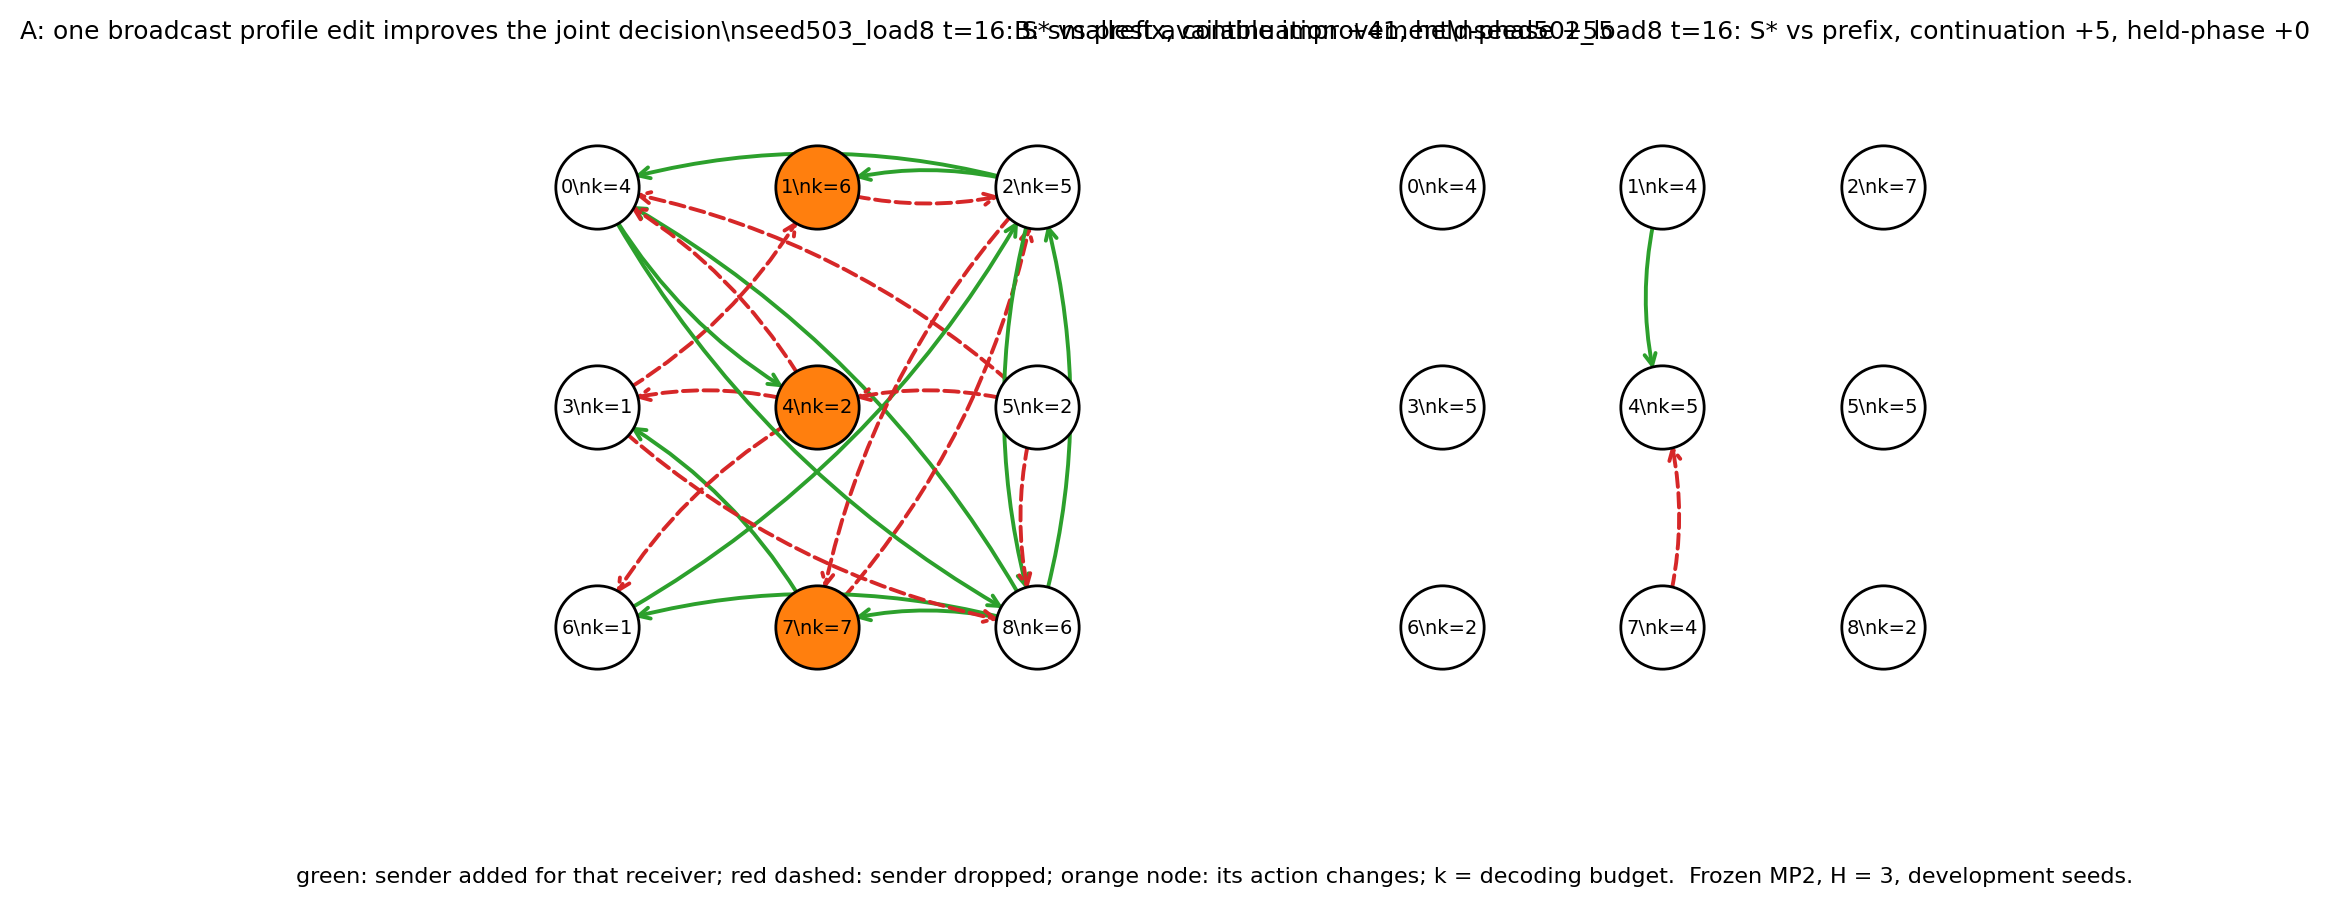 A: one broadcast profile edit improves the joint decision\nseed503_load8 t=16: S* vs prefix, continuation +41, held-phase +55
B: smallest available improvement\nseed502_load8 t=16: S* vs prefix, continuation +5, held-phase +0
0\nk=4 1\nk=6 2\nk=5
0\nk=4 1\nk=4 2\nk=7
3\nk=1 4\nk=2 5\nk=2
3\nk=5 4\nk=5 5\nk=5
6\nk=1 7\nk=7 8\nk=6
6\nk=2 7\nk=4 8\nk=2
green: sender added for that receiver; red dashed: sender dropped; orange node: its action changes; k = decoding budget.  Frozen MP2, H = 3, development seeds.